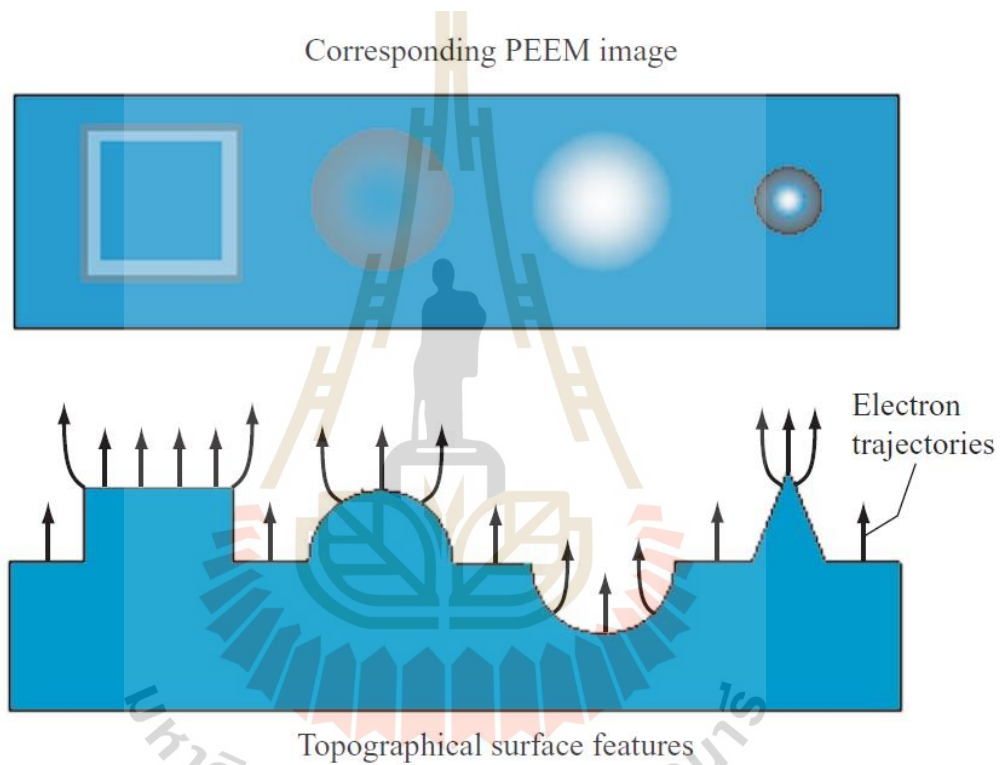 Corresponding PEEM image
Electron
trajectories
Topographical surface features